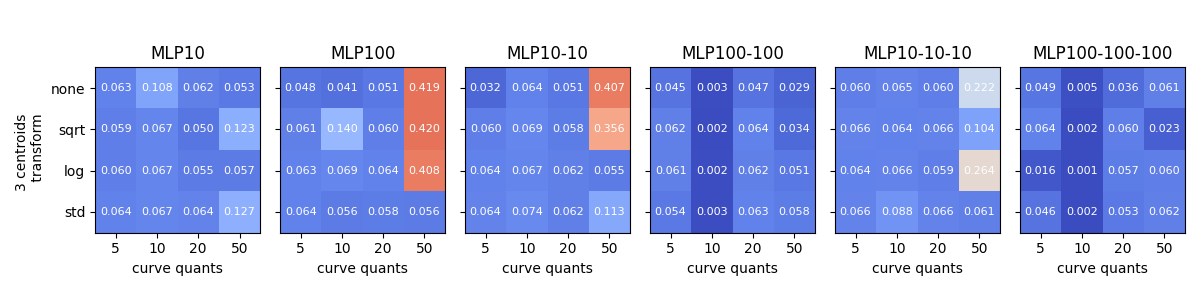 MLP10 MLP100 MLP10-10 MLP100-100 MLP10-10-10 MLP100-100-100
3 centroids
transform
none 0.063 0.108 0.062 0.053 0.048 0.041 0.051 0.419 0.032 0.064 0.051 0.407 0.045 0.003 0.047 0.029 0.060 0.065 0.060 0.222 0.049 0.005 0.036 0.061
sqrt 0.059 0.067 0.050 0.123 0.061 0.140 0.060 0.420 0.060 0.069 0.058 0.356 0.062 0.002 0.064 0.034 0.066 0.064 0.066 0.104 0.064 0.002 0.060 0.023
log 0.060 0.067 0.055 0.057 0.063 0.069 0.064 0.408 0.064 0.067 0.062 0.055 0.061 0.002 0.062 0.051 0.064 0.066 0.059 0.264 0.016 0.001 0.057 0.060
std 0.064 0.067 0.064 0.127 0.064 0.056 0.058 0.056 0.064 0.074 0.062 0.113 0.054 0.003 0.063 0.058 0.066 0.088 0.066 0.061 0.046 0.002 0.053 0.062
5 10 20 50 5 10 20 50 5 10 20 50 5 10 20 50 5 10 20 50 5 10 20 50
curve quants curve quants curve quants curve quants curve quants curve quants